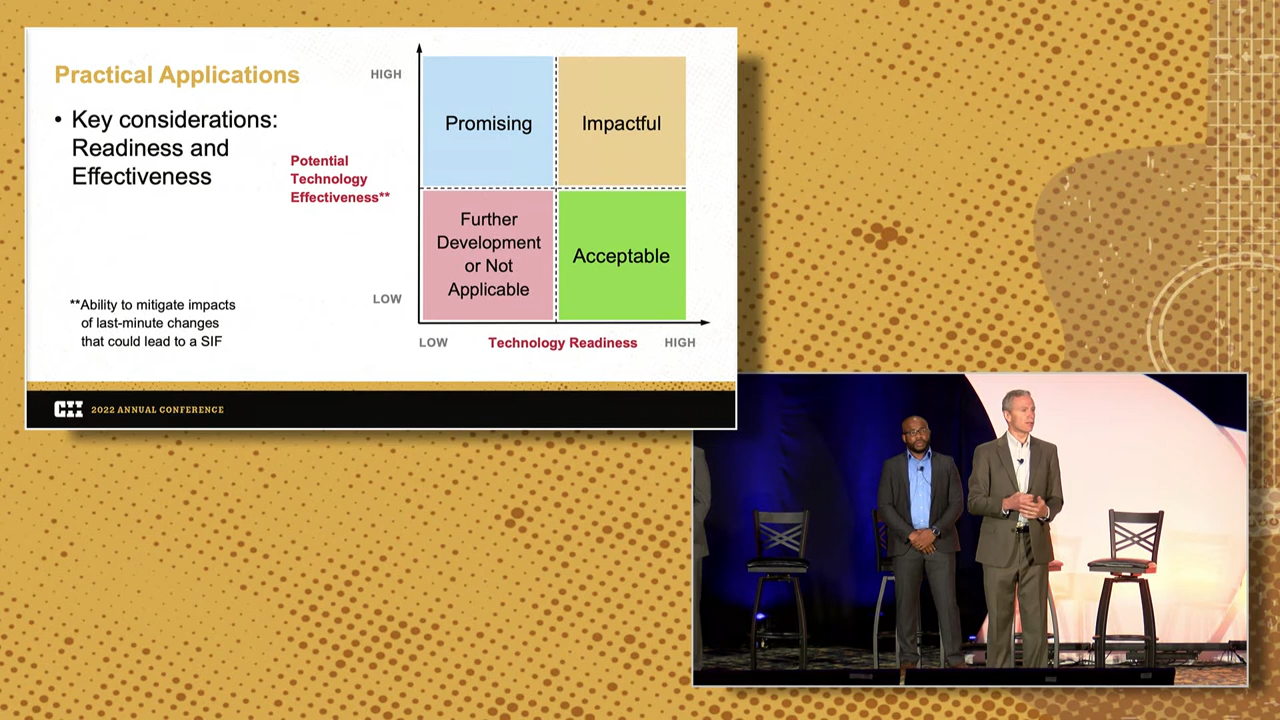 Practical Applications
• Key considerations:
Readiness and
Effectiveness
**Ability to mitigate impacts
of last-minute changes
that could lead to a SIF
HIGH
Potential
Technology
Effectiveness**
LOW
Promising
Impactful
Further
Development
or Not
Applicable
Acceptable
LOW
Technology Readiness
HIGH
CII 2022 ANNUAL CONFERENCE